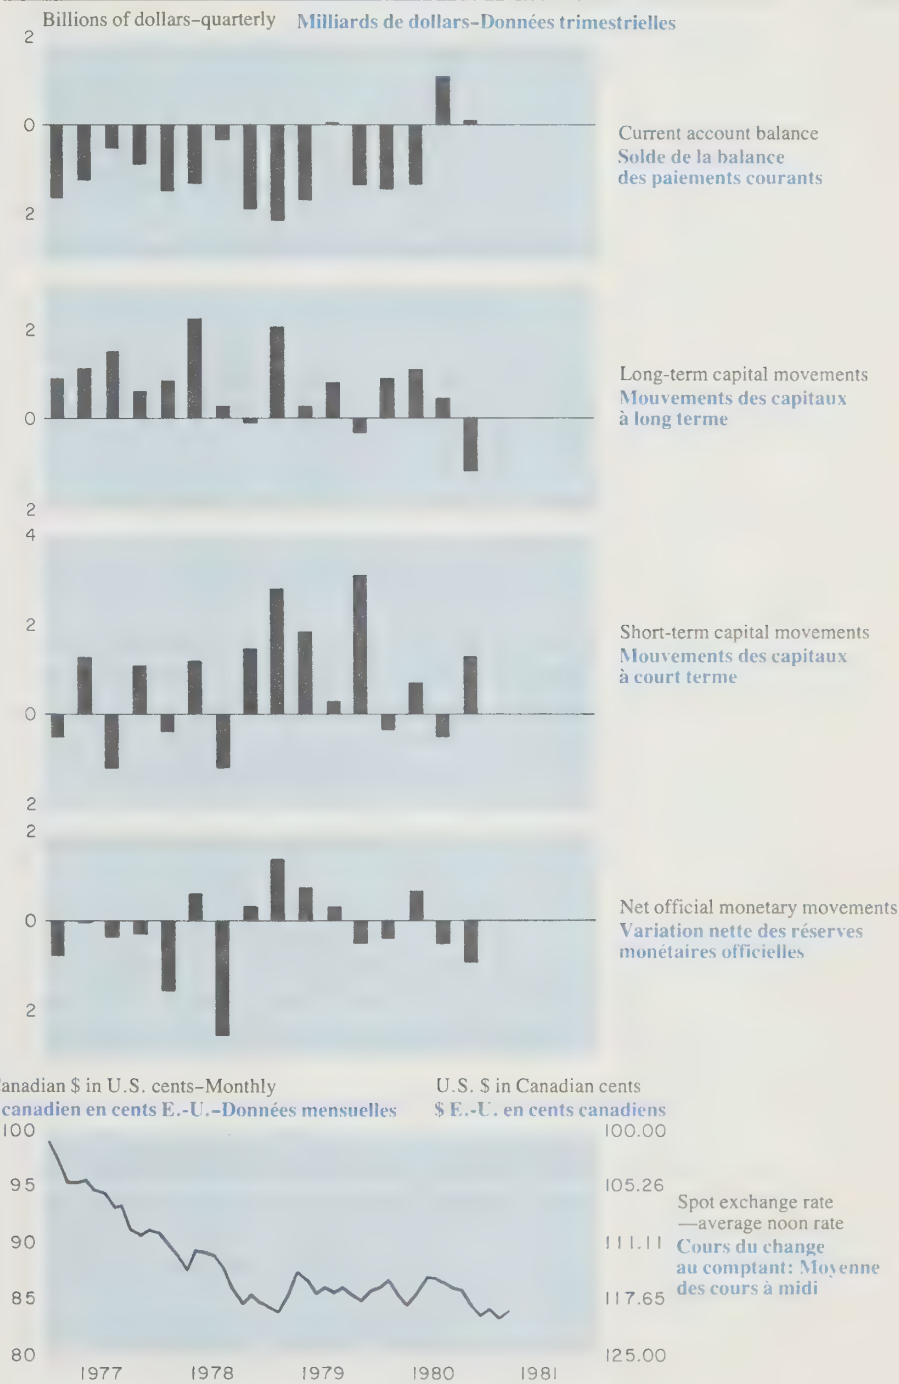 Billions of dollars–quarterly Milliards de dollars–Données trimestrielles
2
0
2
Current account balance
Solde de la balance
des paiements courants
2
0
2
Long-term capital movements
Mouvements des capitaux
à long terme
4
2
0
2
Short-term capital movements
Mouvements des capitaux
à court terme
2
0
2
Net official monetary movements
Variation nette des réserves
monétaires officielles
anadian $ in U.S. cents–Monthly U.S. $ in Canadian cents
canadien en cents E.-U.–Données mensuelles $ E.-U. en cents canadiens
100 100.00
95 105.26
90 111.11
85 117.65
80 125.00
Spot exchange rate
—average noon rate
Cours du change
au comptant: Moyenne
des cours à midi
1977 1978 1979 1980 1981